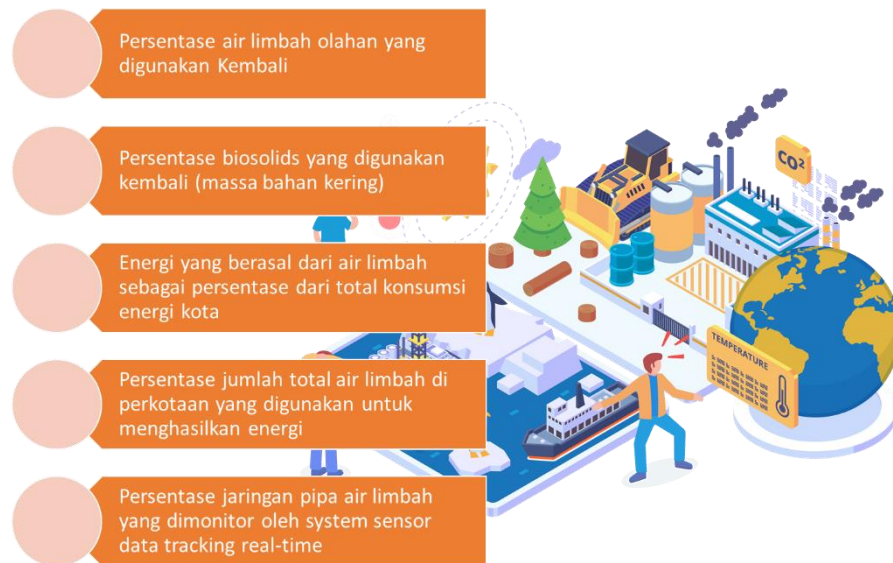 Persentase air limbah olahan yang
digunakan Kembali
Persentase biosolids yang digunakan
kembali (massa bahan kering)
Energi yang berasal dari air limbah
sebagai persentase dari total konsumsi
energi kota
Persentase jumlah total air limbah di
perkotaan yang digunakan untuk
menghasilkan energi
Persentase jaringan pipa air limbah
yang dimonitor oleh system sensor
data tracking real-time
CO²
TEMPERATURE